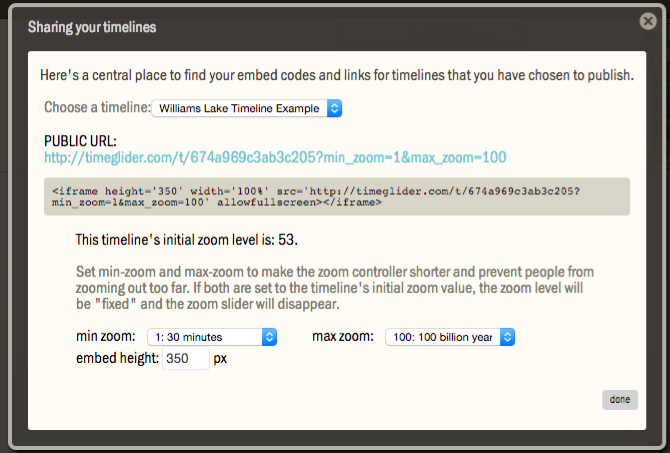 Sharing your timelines
Here's a central place to find your embed codes and links for timelines that you have chosen to publish.
Choose a timeline: Williams Lake Timeline Example
PUBLIC URL:
http://timeglider.com/t/674a969c3ab3c205?min_zoom=1&max_zoom=100
<iframe height='350' width='100%' src='http://timeglider.com/t/674a969c3ab3c205?
min_zoom=1&max_zoom=100' allowfullscreen></iframe>
This timeline's initial zoom level is: 53.
Set min-zoom and max-zoom to make the zoom controller shorter and prevent people from
zooming out too far. If both are set to the timeline's initial zoom value, the zoom level will
be "fixed" and the zoom slider will disappear.
min zoom: 1: 30 minutes max zoom: 100: 100 billion year
embed height: 350 px
done